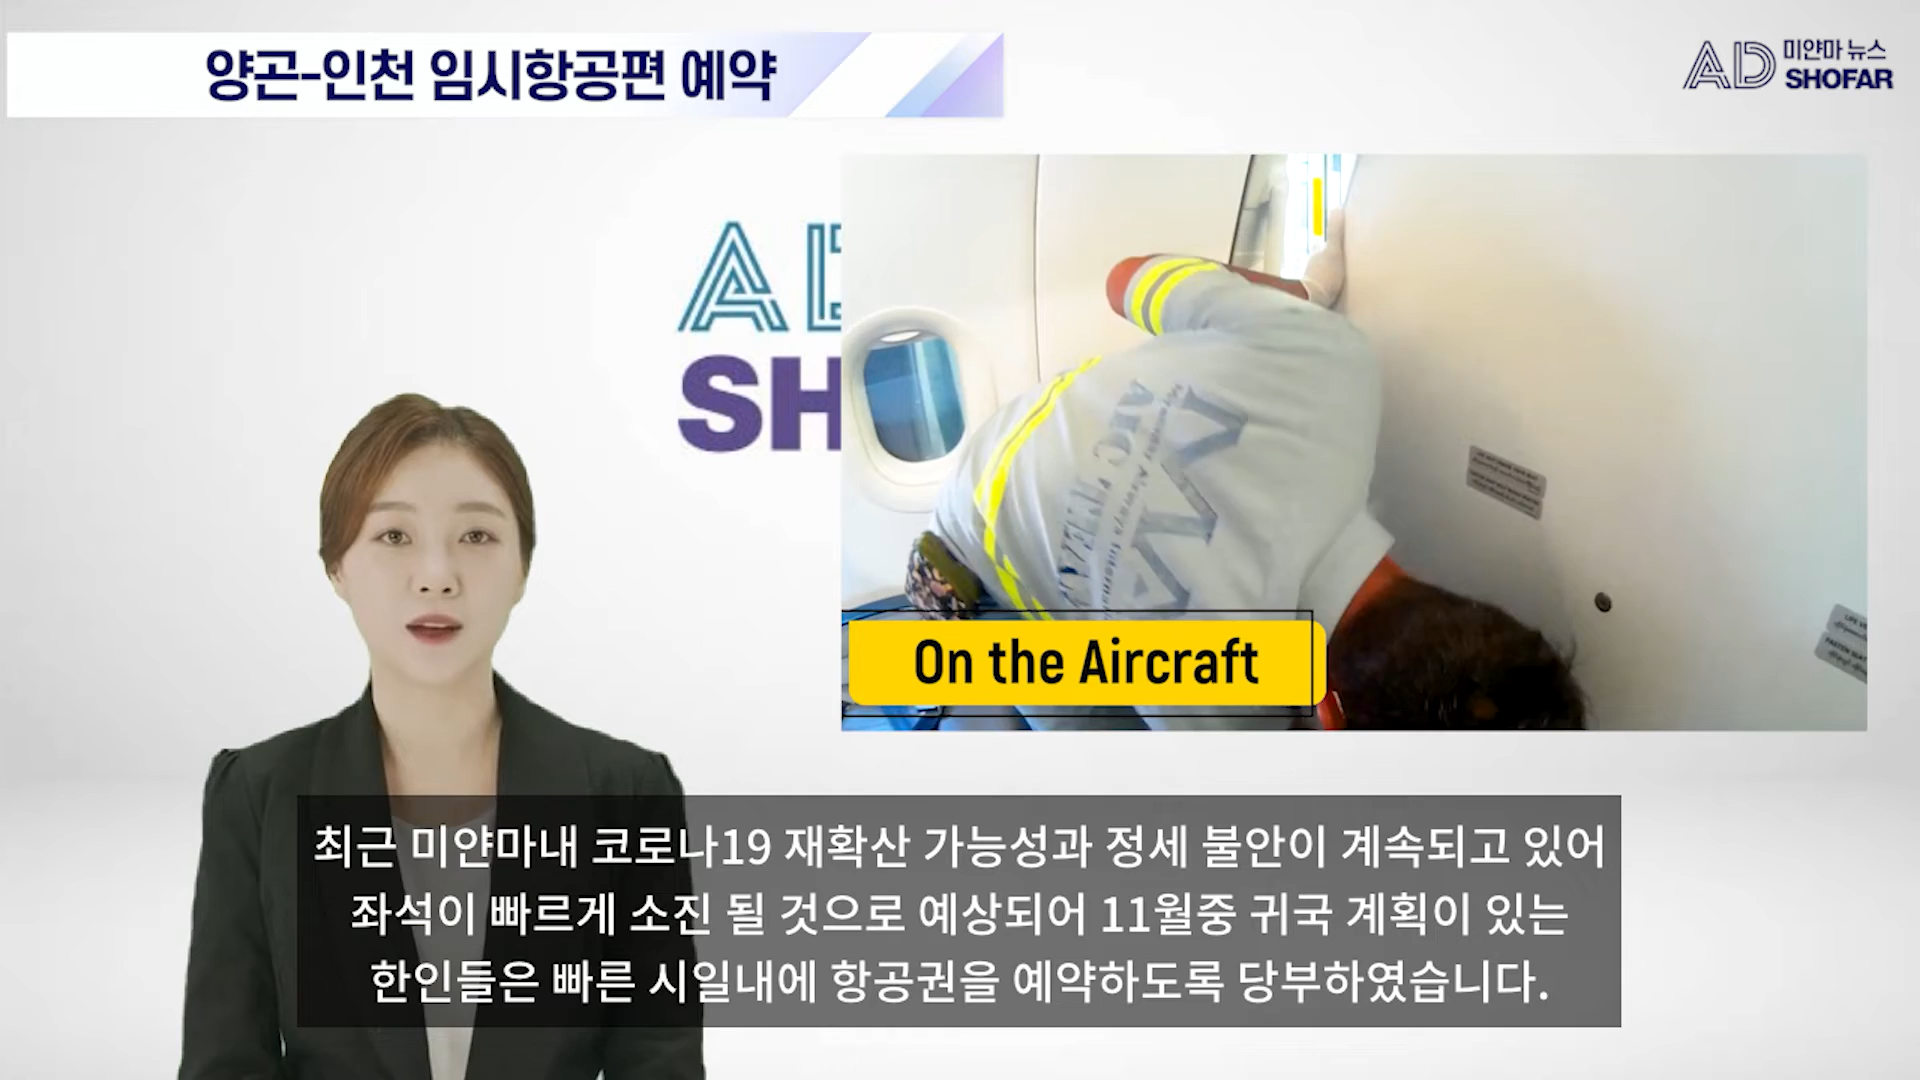 양곤-인천 임시항공편 예약
AD 미얀마 뉴스
SHOFAR
AD
SH
MAA
On the Aircraft
최근 미얀마내 코로나19 재확산 가능성과 정세 불안이 계속되고 있어
좌석이 빠르게 소진 될 것으로 예상되어 11월중 귀국 계획이 있는
한인들은 빠른 시일내에 항공권을 예약하도록 당부하였습니다.